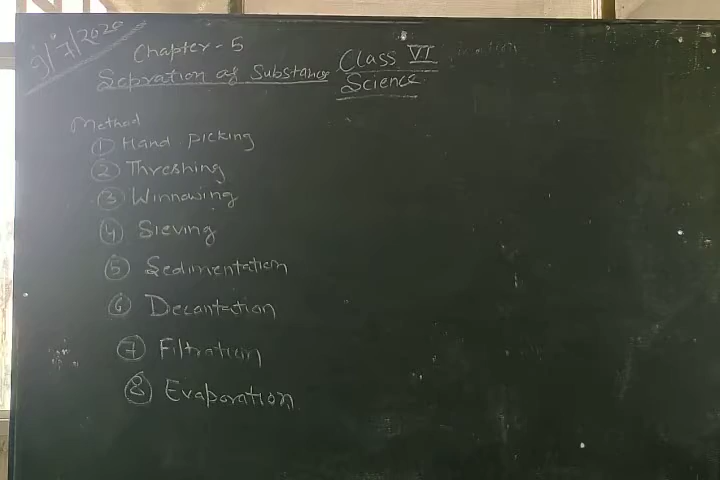 9/7/2020
Chapter - 5
Sepration of Substance
Class VI
Science
Method
① Hand picking
② Threshing
③ Winnowing
④ Sieving
⑤ Sedimentation
⑥ Decantation
⑦ Filtration
⑧ Evaporation